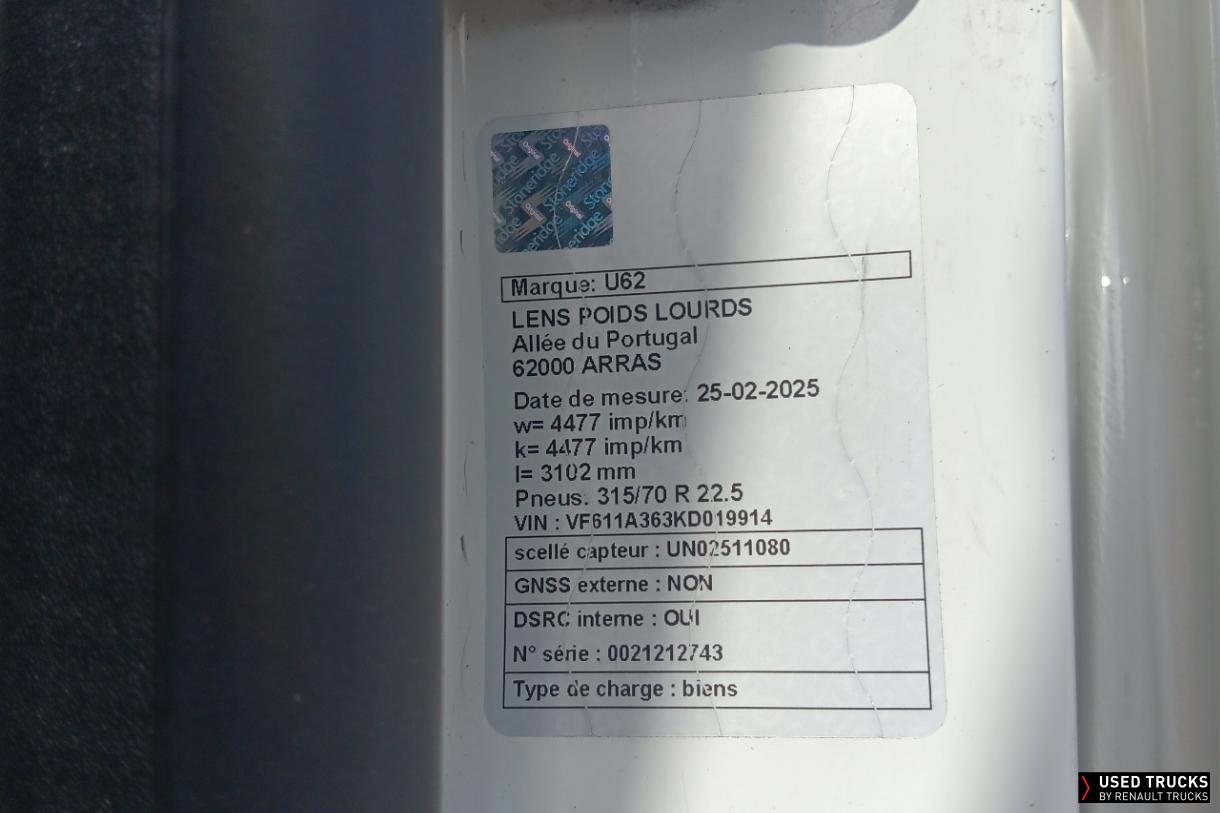 Stoneridge
Original
Marque: U62
LENS POIDS LOURDS
Allée du Portugal
62000 ARRAS
Date de mesure: 25-02-2025
w= 4477 imp/km
k= 4477 imp/km
l= 3102 mm
Pneus: 315/70 R 22.5
VIN : VF611A363KD019914
scellé capteur : UN02511080
GNSS externe : NON
DSRC interne : OUI
N° série : 0021212743
Type de charge : biens
USED TRUCKS
BY RENAULT TRUCKS